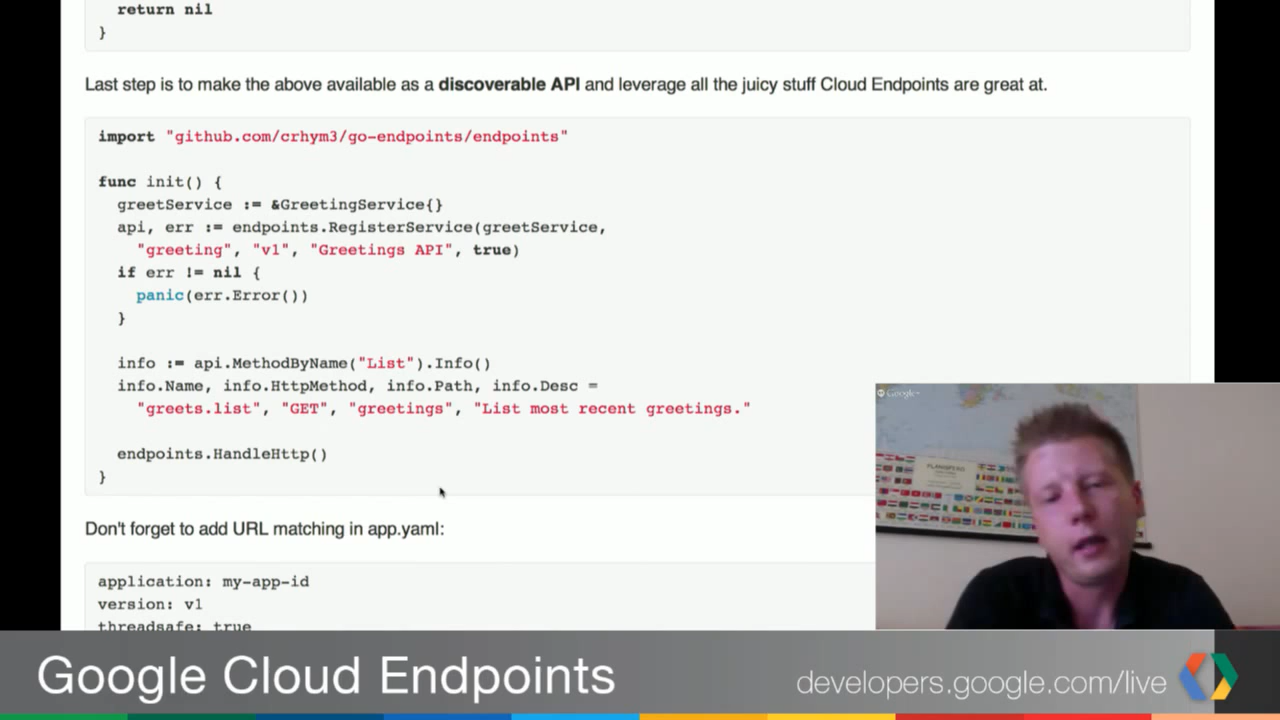 return nil
}
Last step is to make the above available as a discoverable API and leverage all the juicy stuff Cloud Endpoints are great at.
import "github.com/crhym3/go-endpoints/endpoints"
func init() {
greetService := &GreetingService{}
api, err := endpoints.RegisterService(greetService,
"greeting", "v1", "Greetings API", true)
if err != nil {
panic(err.Error())
}
info := api.MethodByName("List").Info()
info.Name, info.HttpMethod, info.Path, info.Desc =
"greets.list", "GET", "greetings", "List most recent greetings."
endpoints.HandleHttp()
}
Don't forget to add URL matching in app.yaml:
application: my-app-id
version: v1
threadsafe: true
Google
PLANISFERO
Google Cloud Endpoints
developers.google.com/live